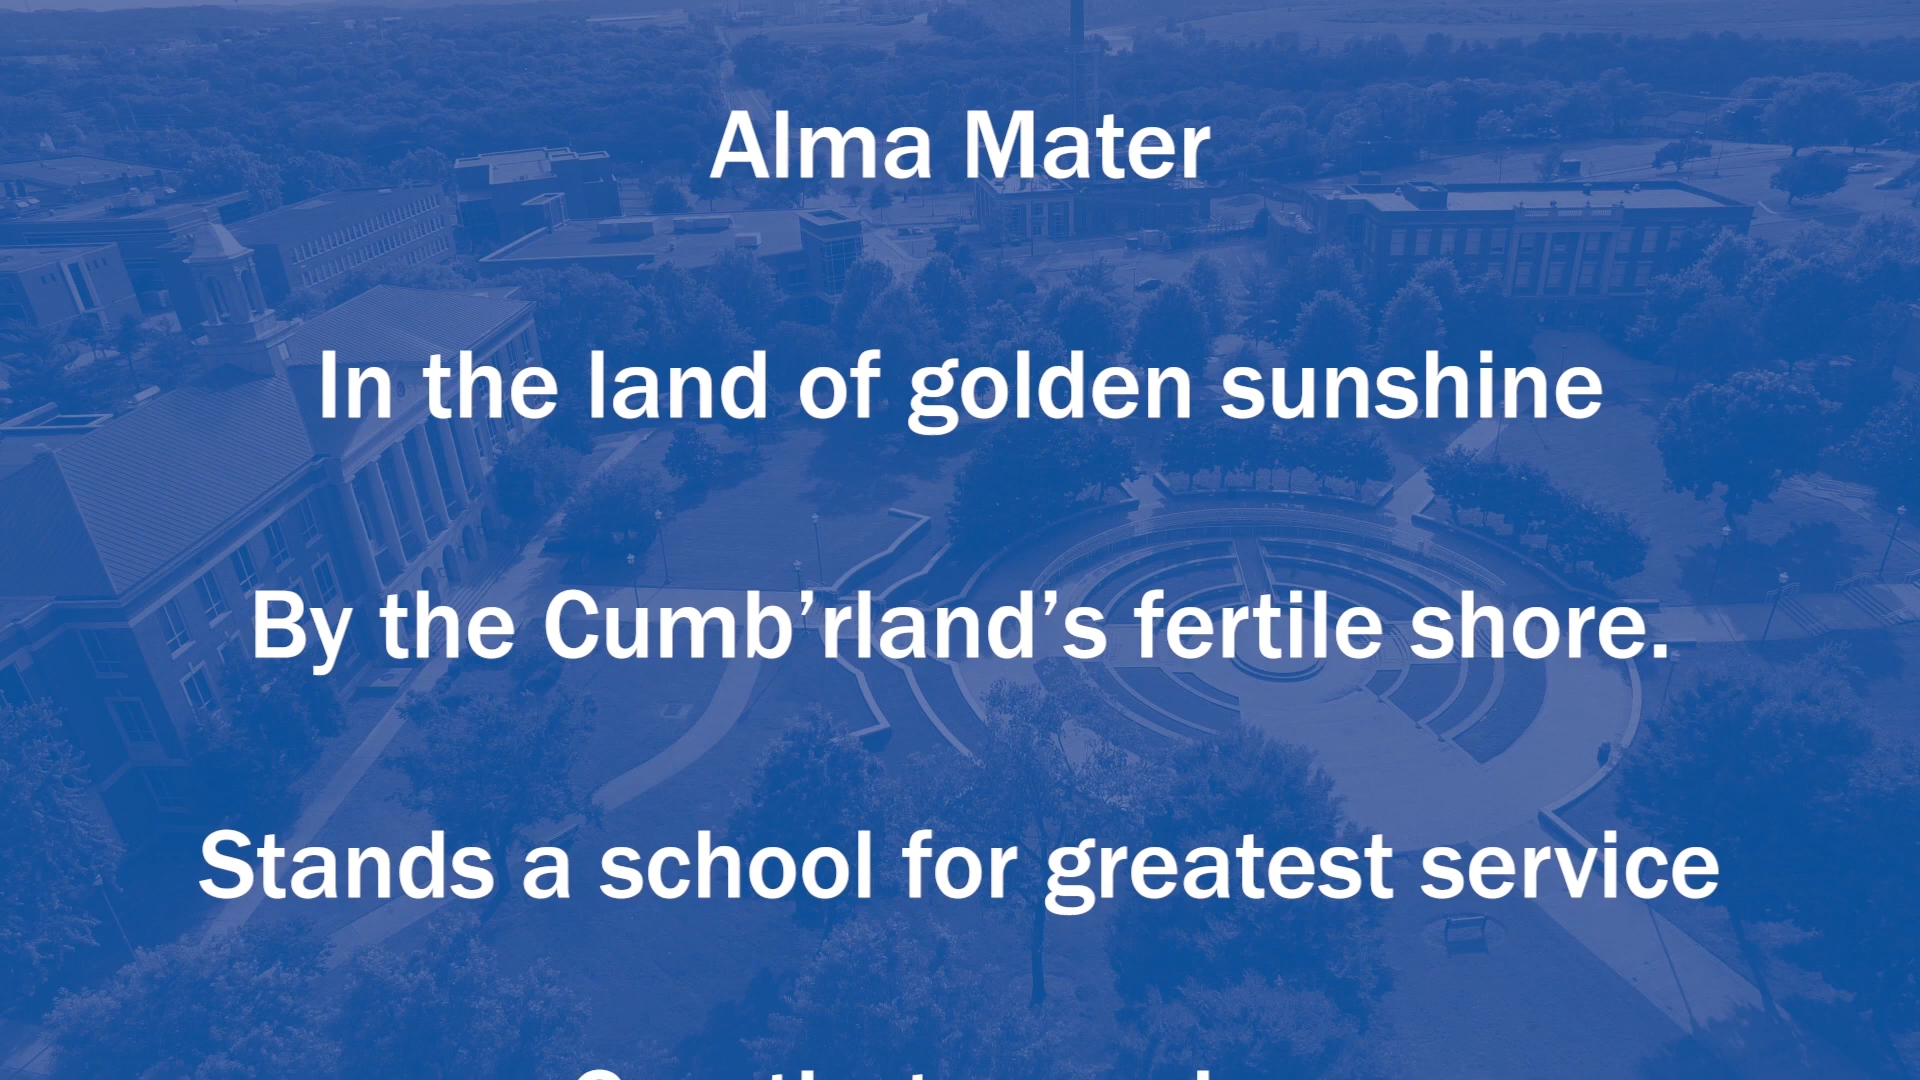 Alma Mater
In the land of golden sunshine
By the Cumb’rland’s fertile shore.
Stands a school for greatest service